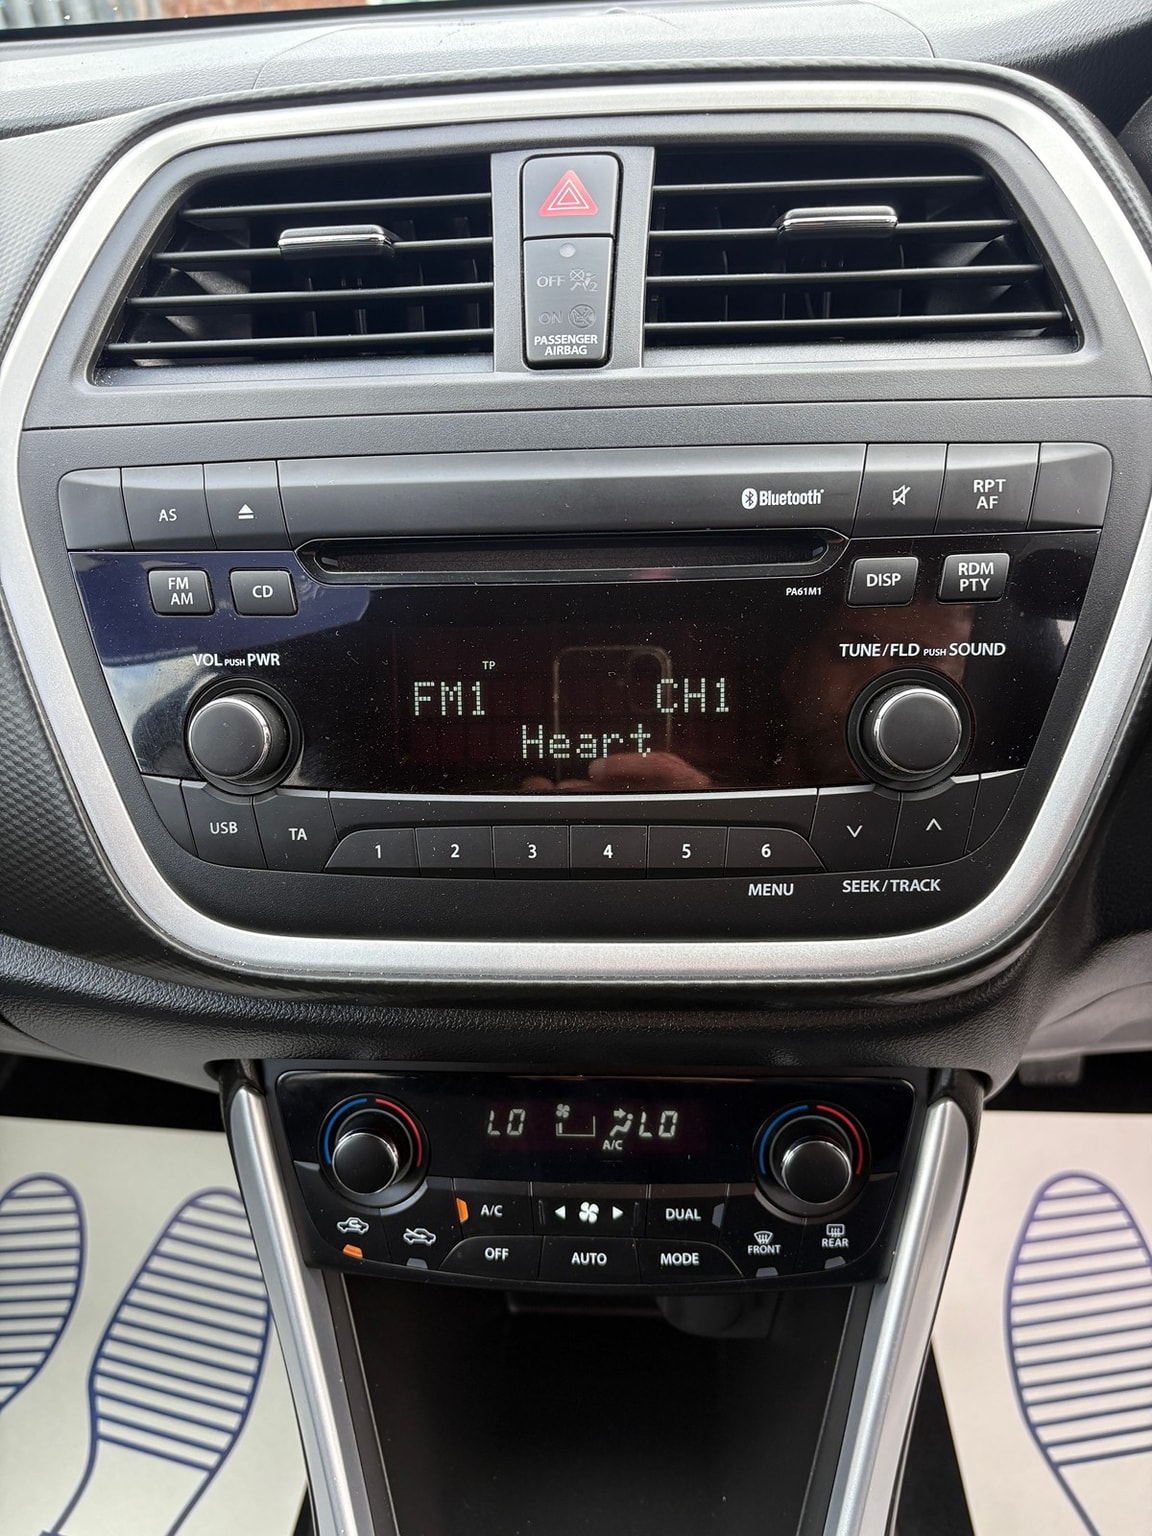 OFF 2
ON
PASSENGER
AIRBAG
AS
Bluetooth
RPT
AF
FM
AM
CD
PA61M1
DISP
RDM
PTY
VOL PUSH PWR
TUNE/FLD PUSH SOUND
TP
FM1 CH1
Heart
USB
TA
1 2 3 4 5 6
MENU
SEEK/TRACK
LO LO
A/C
A/C
DUAL
OFF
AUTO
MODE
FRONT
REAR